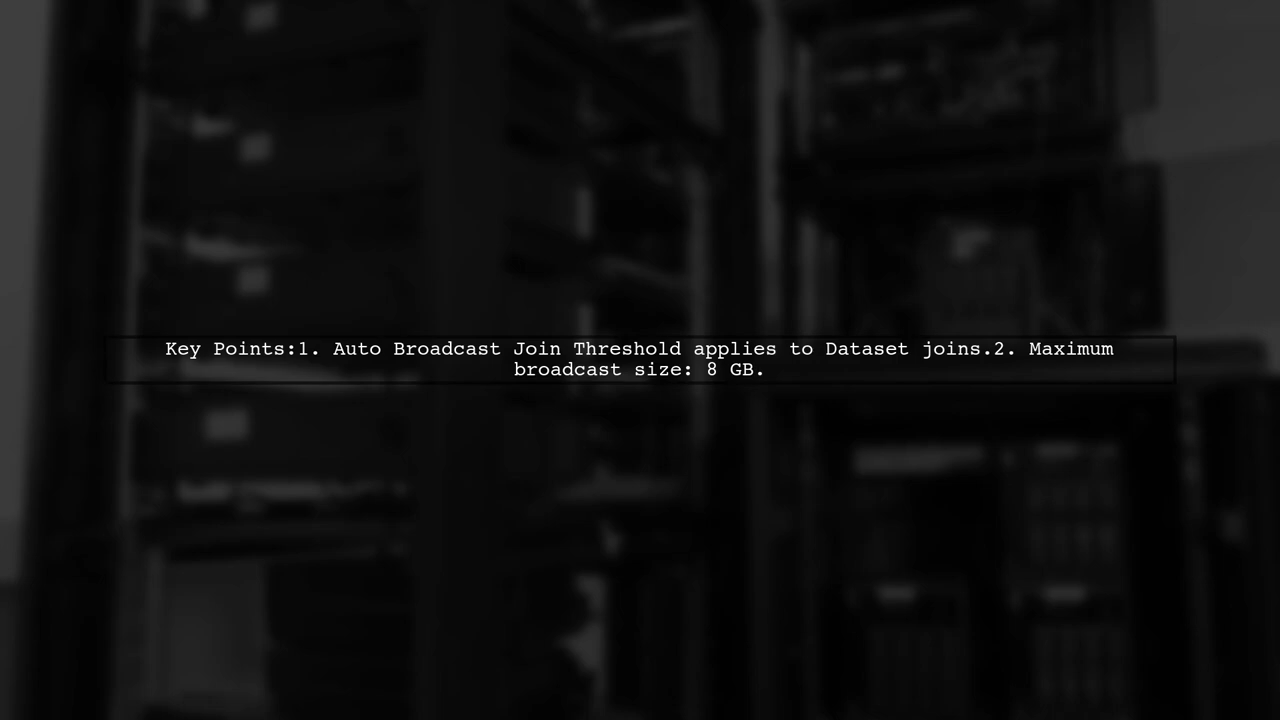 Key Points:1. Auto Broadcast Join Threshold applies to Dataset joins.2. Maximum
broadcast size: 8 GB.